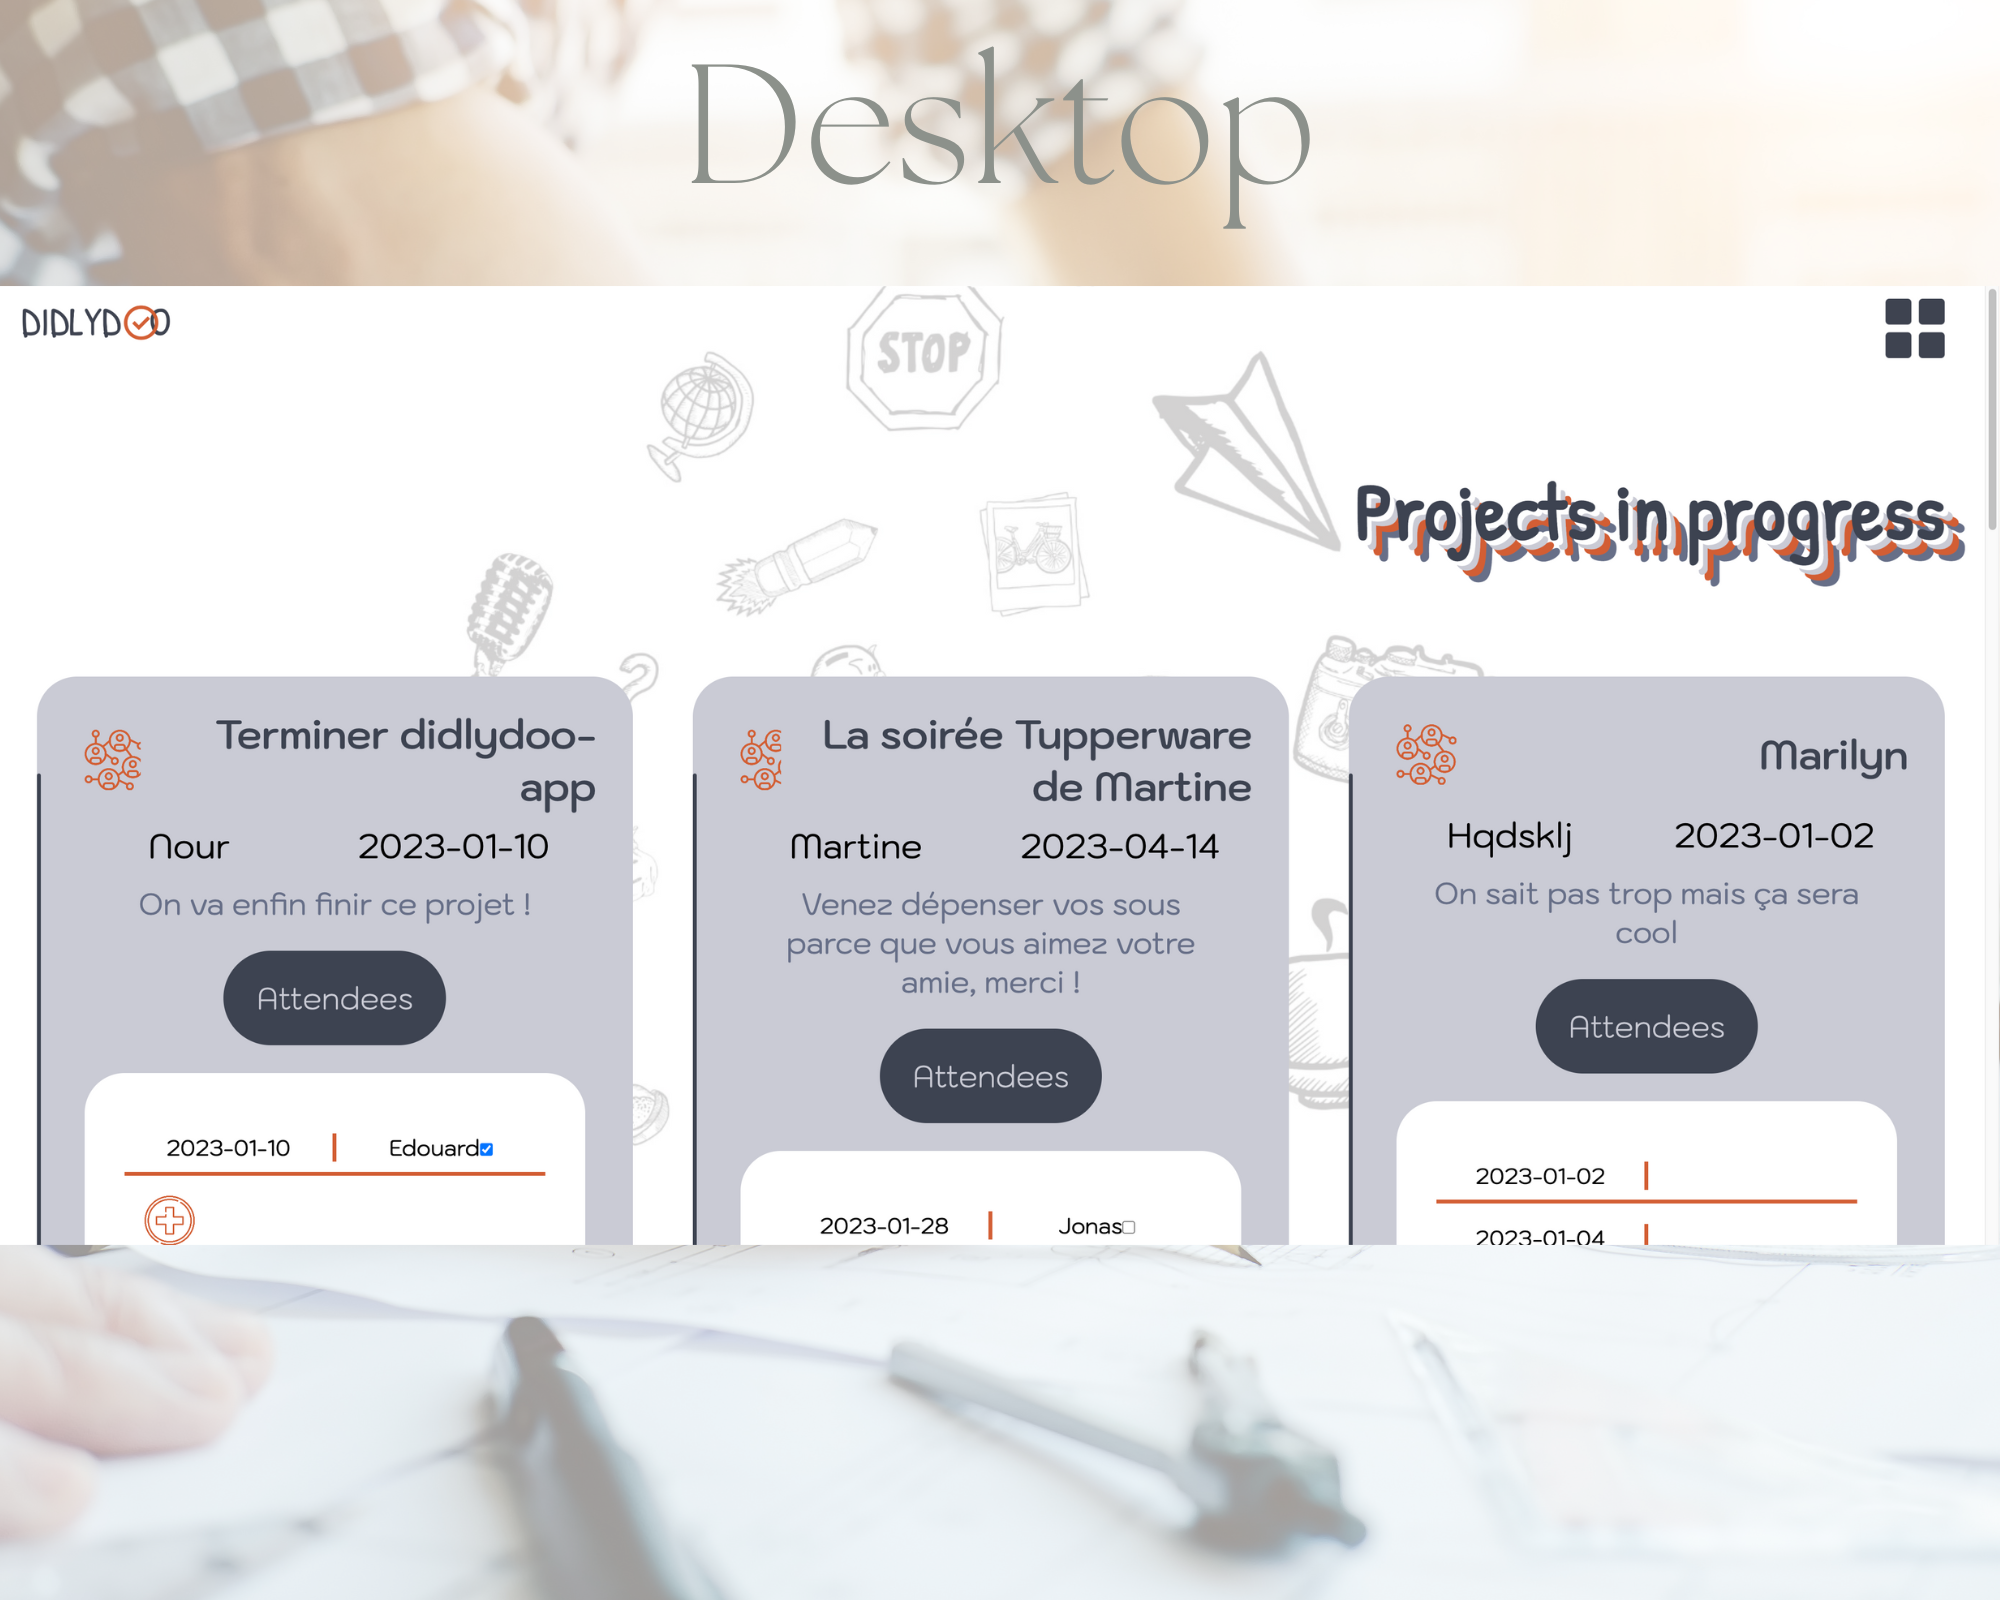 Desktop
DIDLYDOO
STOP
Projects in progress
Terminer didlydoo-
app
Nour 2023-01-10
On va enfin finir ce projet !
Attendees
2023-01-10 Edouard
La soirée Tupperware
de Martine
Martine 2023-04-14
Venez dépenser vos sous
parce que vous aimez votre
amie, merci !
Attendees
2023-01-28 Jonas
Marilyn
Hqdsklj 2023-01-02
On sait pas trop mais ça sera
cool
Attendees
2023-01-02
2023-01-04